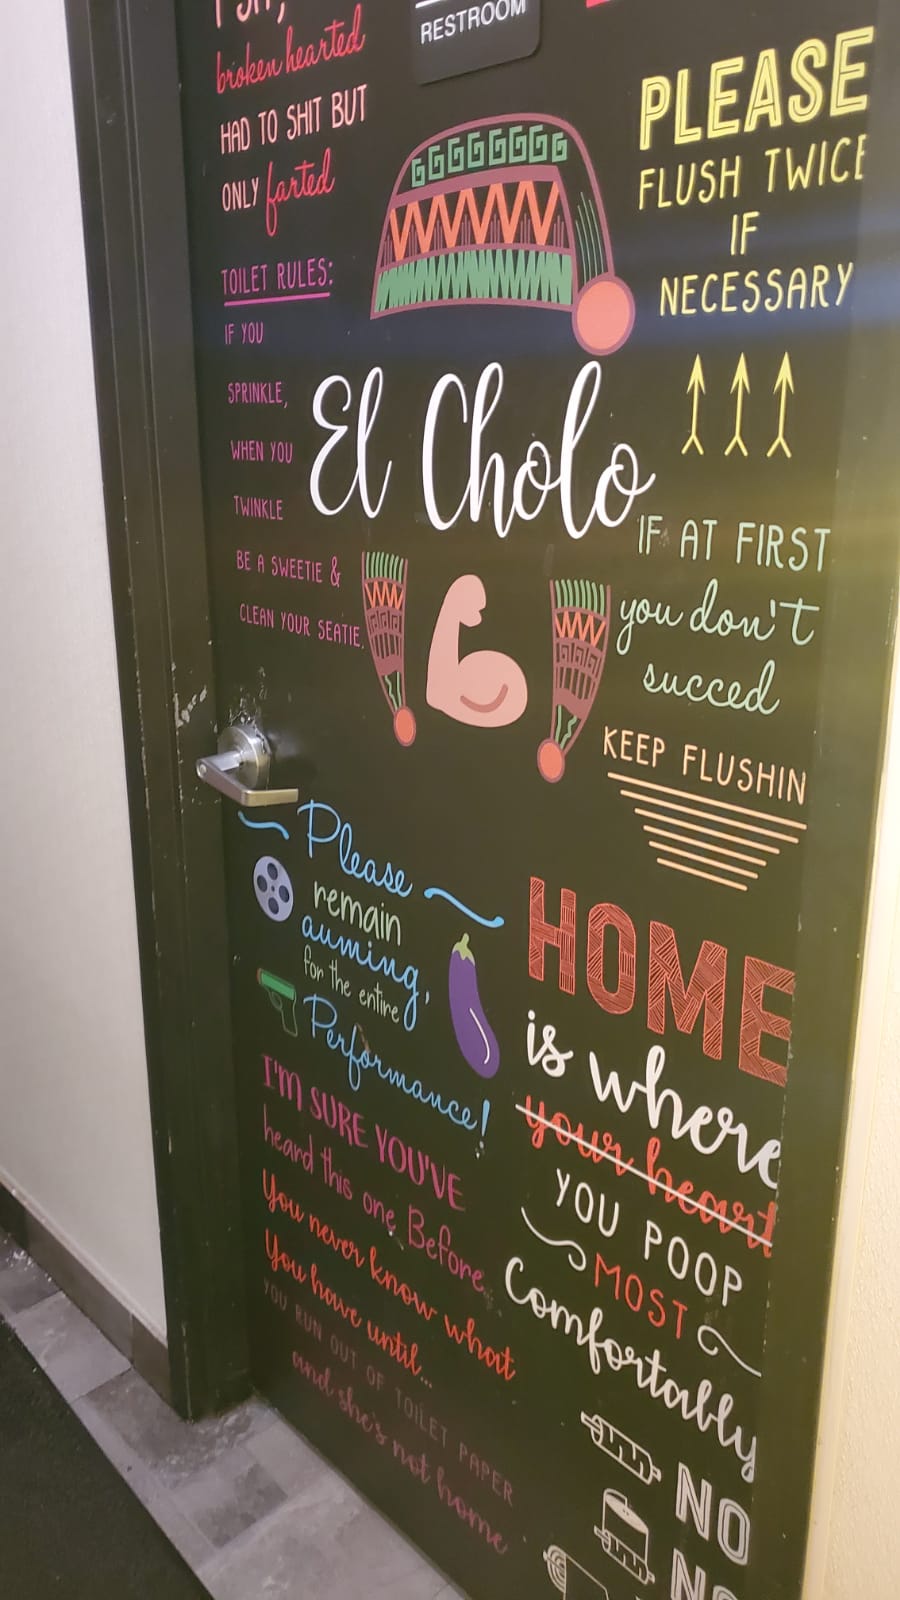 I SIT,
broken hearted
HAD TO SHIT BUT
ONLY farted
TOILET RULES:
IF YOU
SPRINKLE,
WHEN YOU
TWINKLE
BE A SWEETIE &
CLEAN YOUR SEATIE.
RESTROOM
El Cholo
PLEASE
FLUSH TWICE
IF
NECESSARY
IF AT FIRST
you don't
succed
KEEP FLUSHIN
Please
remain
auming,
for the entire
Performance!
I'M SURE YOU'VE
heard this one Before
You never know what
You have until...
YOU RUN OUT OF TOILET PAPER
and she's not home
HOME
is where
your heart
YOU POOP
MOST
Comfortably
NO
NO